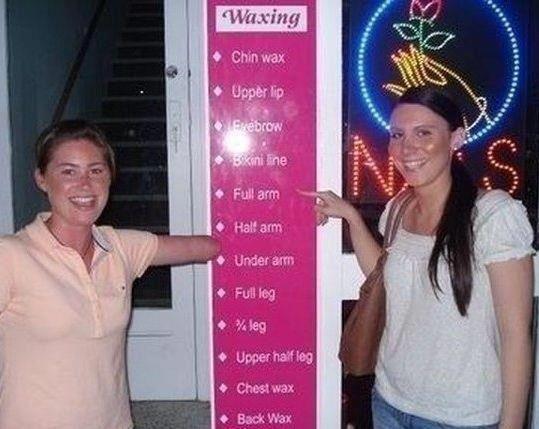 Waxing
Chin wax
Upper lip
Eyebrow
Bikini line
Full arm
Half arm
Under arm
Full leg
¾ leg
Upper half leg
Chest wax
Back Wax
N S